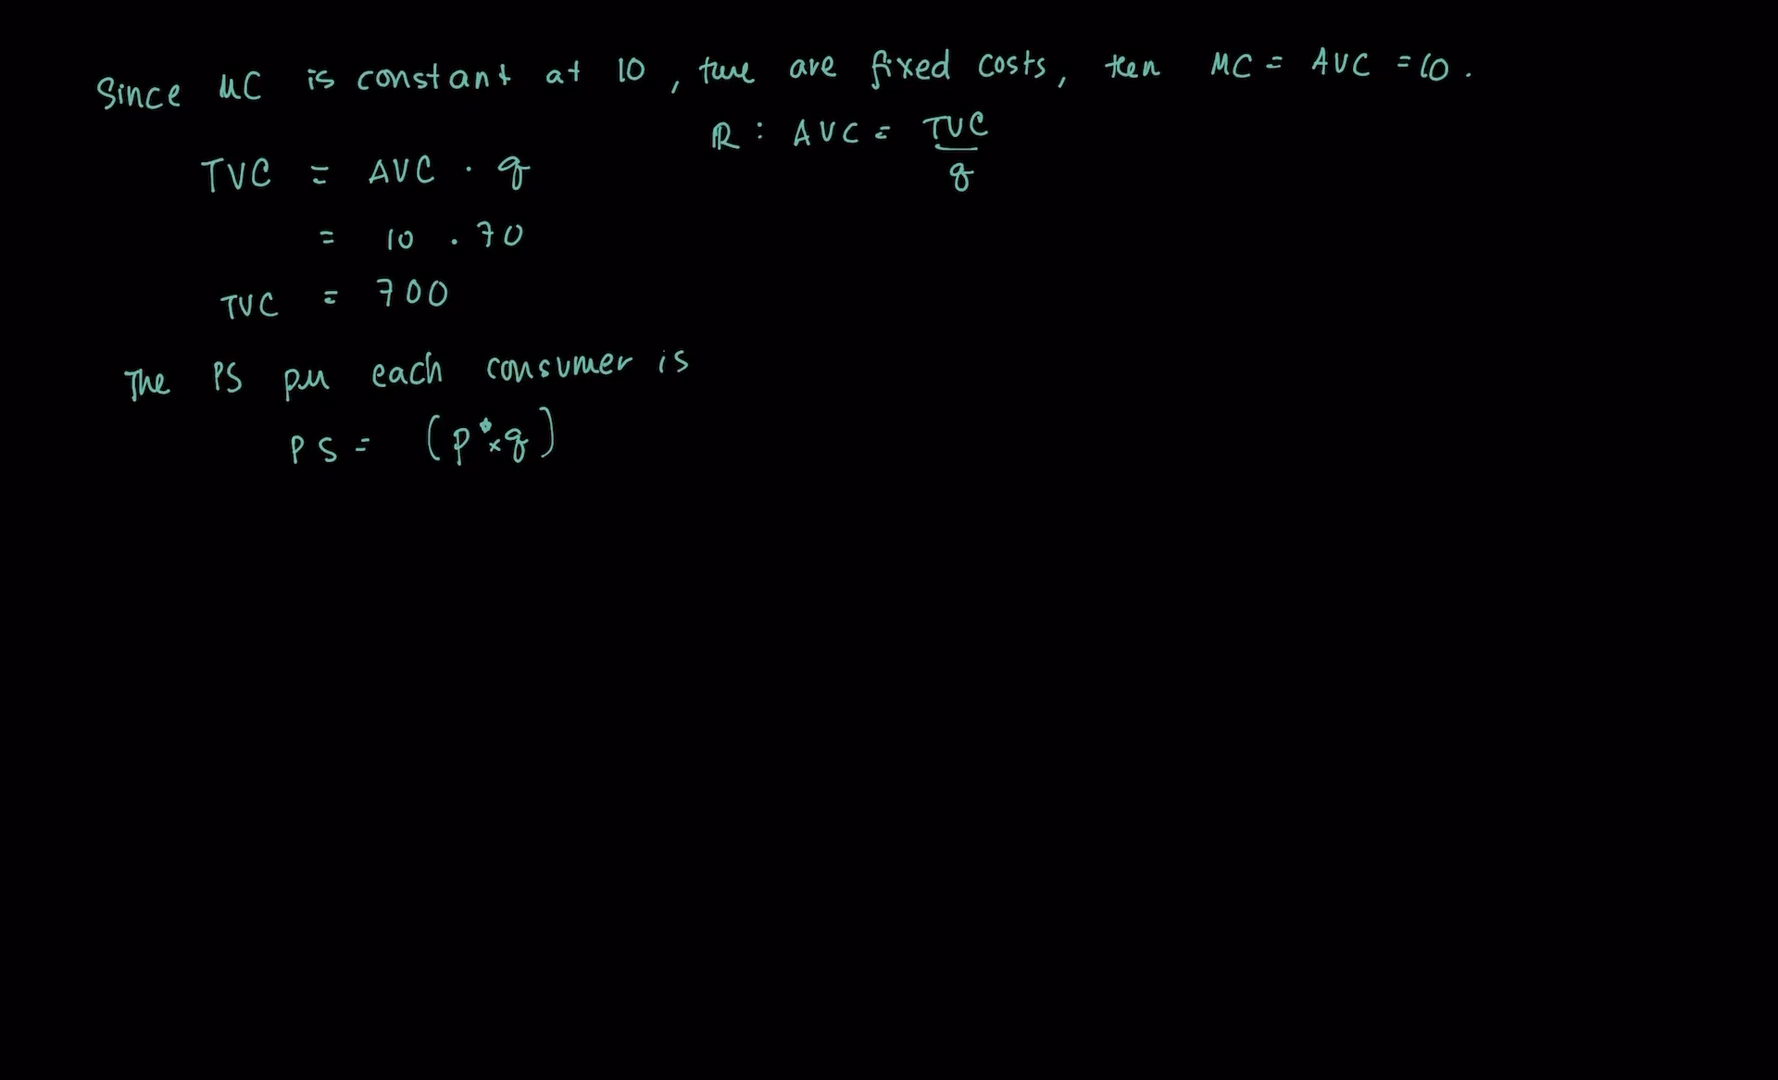 Since MC is constant at 10, there are fixed costs, then MC = AVC = 10.
R : AVC = TVC / q
TVC = AVC · q
= 10 . 70
TVC = 700
The PS per each consumer is
PS = (p* × q)